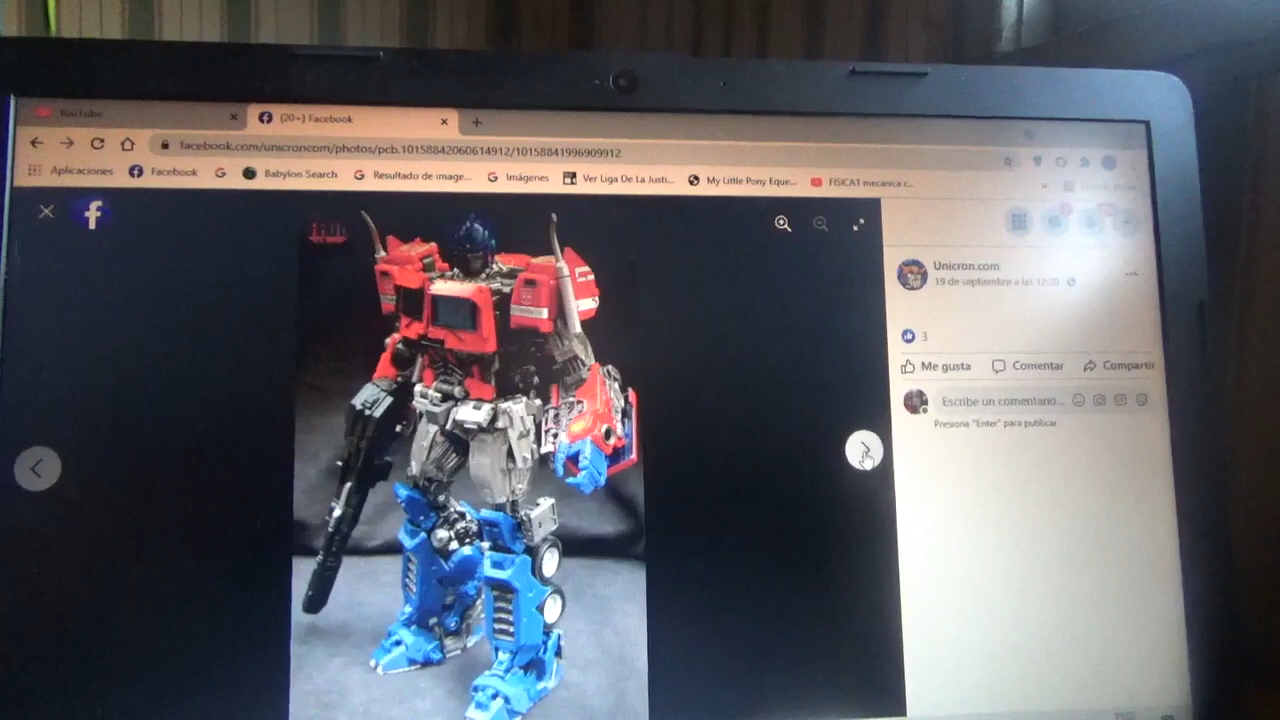 YouTube
(20+) Facebook
facebook.com/unicroncom/photos/pcb.10158842060614912/10158841996909912
Aplicaciones
Facebook
Babylon Search
Resultado de image...
Imágenes
Ver Liga De La Justi...
My Little Pony Eque...
FISICA1 mecanica c...
»
Unicron.com
19 de septiembre a las 12:20
3
Me gusta
Comentar
Compartir
Escribe un comentario...
Presiona "Enter" para publicar